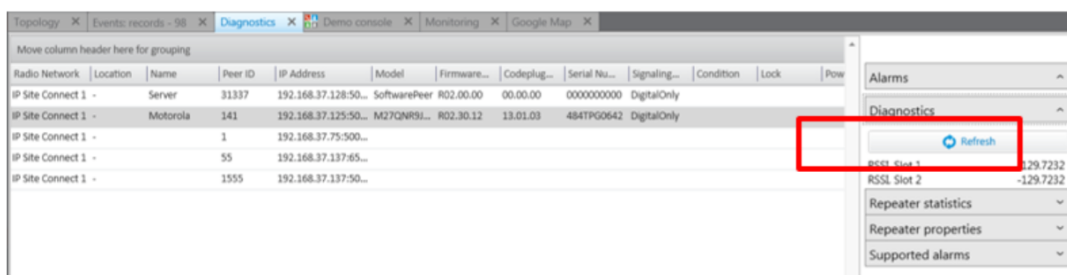 Topology Events: records - 98 Diagnostics Demo console Monitoring Google Map
Move column header here for grouping
Radio Network Location Name Peer ID IP Address Model Firmware... Codeplug... Serial Nu... Signaling... Condition Lock Pow
IP Site Connect 1 - Server 31337 192.168.37.128:50... SoftwarePeer R02.00.00 00.00.00 0000000000 DigitalOnly
IP Site Connect 1 - Motorola 141 192.168.37.125:50... M27QNR9J... R02.30.12 13.01.03 484TPG0642 DigitalOnly
IP Site Connect 1 - 1 192.168.37.75:500...
IP Site Connect 1 - 55 192.168.37.137:65...
IP Site Connect 1 - 1555 192.168.37.137:50...
Alarms
Diagnostics
Refresh
RSSI Slot 1 -129.7232
RSSI Slot 2 -129.7232
Repeater statistics
Repeater properties
Supported alarms